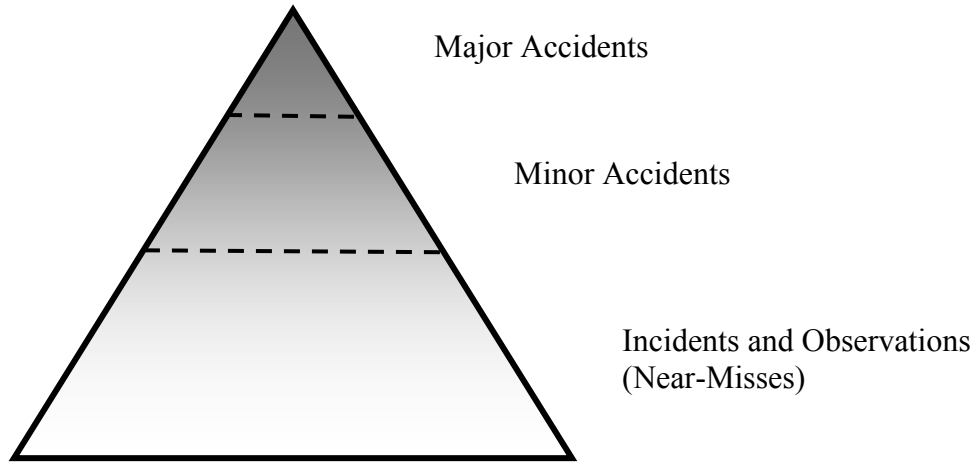 Major Accidents
Minor Accidents
Incidents and Observations
(Near-Misses)